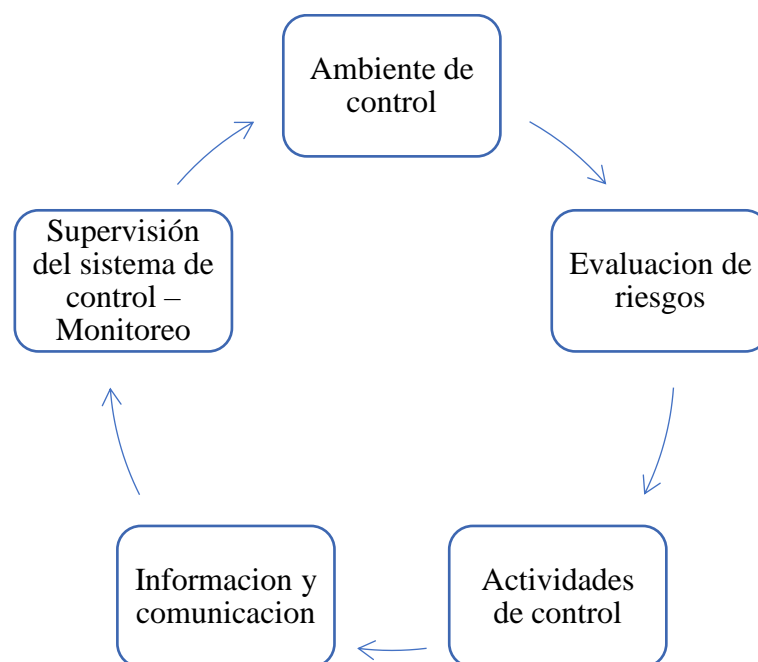 Ambiente de
control
Evaluacion de
riesgos
Actividades
de control
Informacion y
comunicacion
Supervisión
del sistema de
control –
Monitoreo